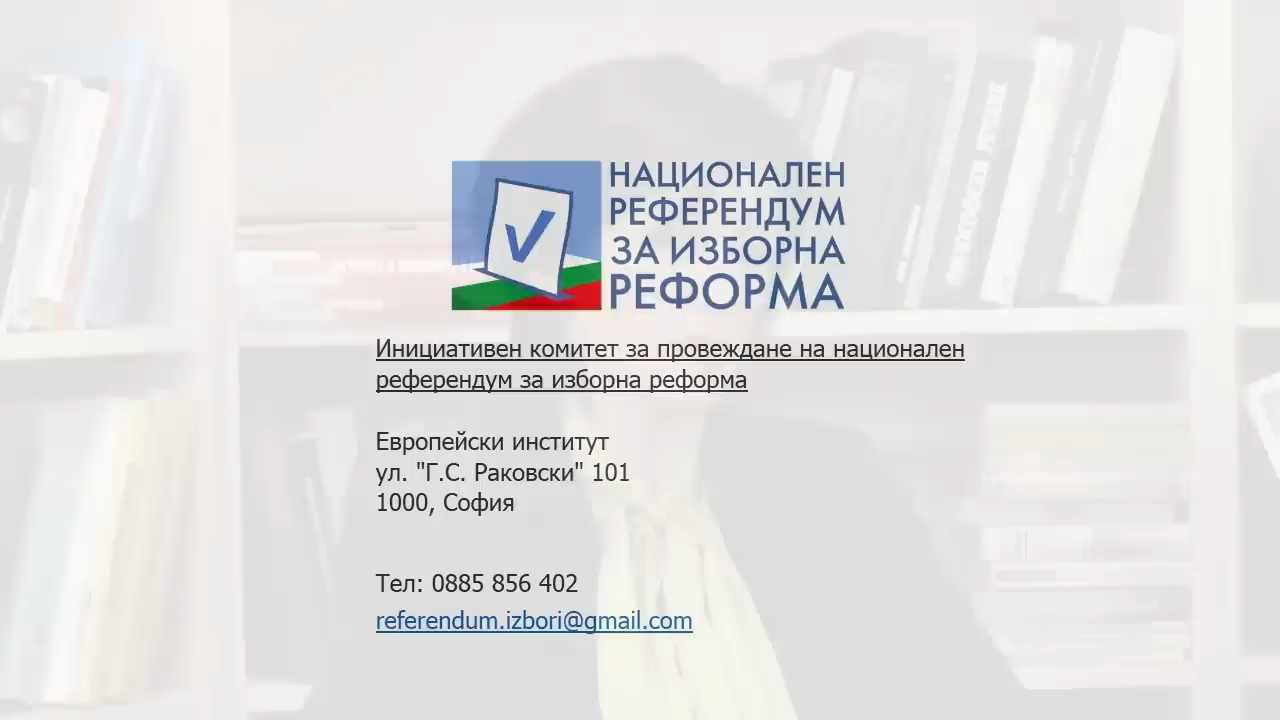 НАЦИОНАЛЕН
РЕФЕРЕНДУМ
ЗА ИЗБОРНА
РЕФОРМА
Инициативен комитет за провеждане на национален
референдум за изборна реформа
Европейски институт
ул. "Г.С. Раковски" 101
1000, София
Тел: 0885 856 402
referendum.izbori@gmail.com